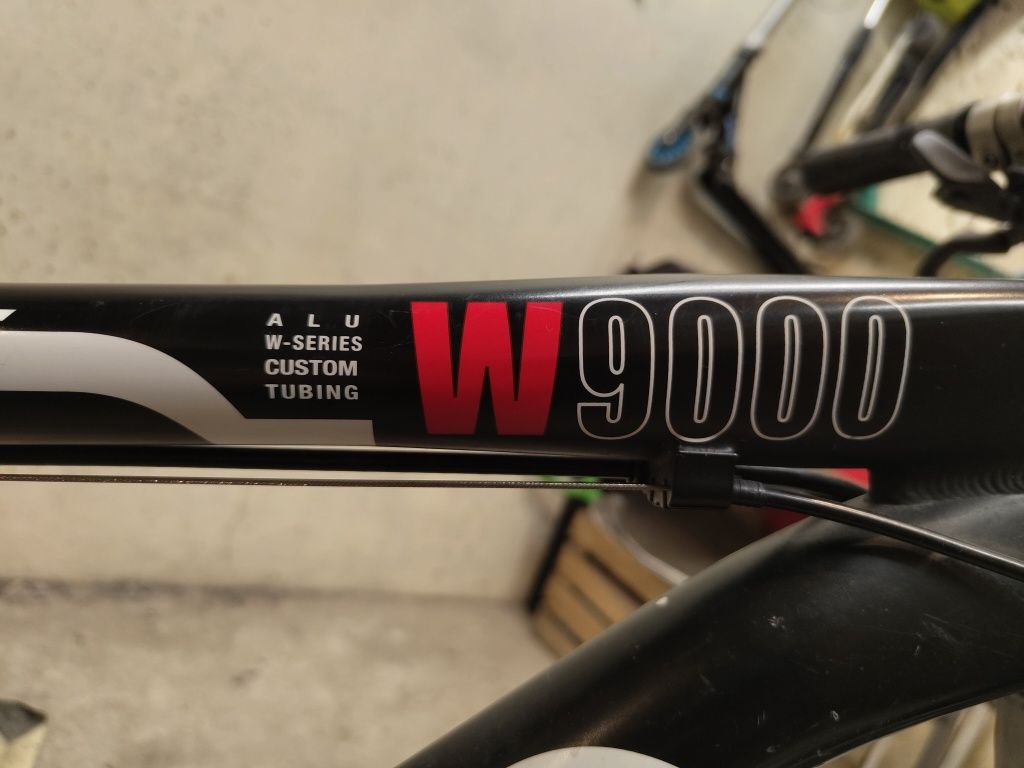 ALU
W-SERIES
CUSTOM
TUBING
W9000